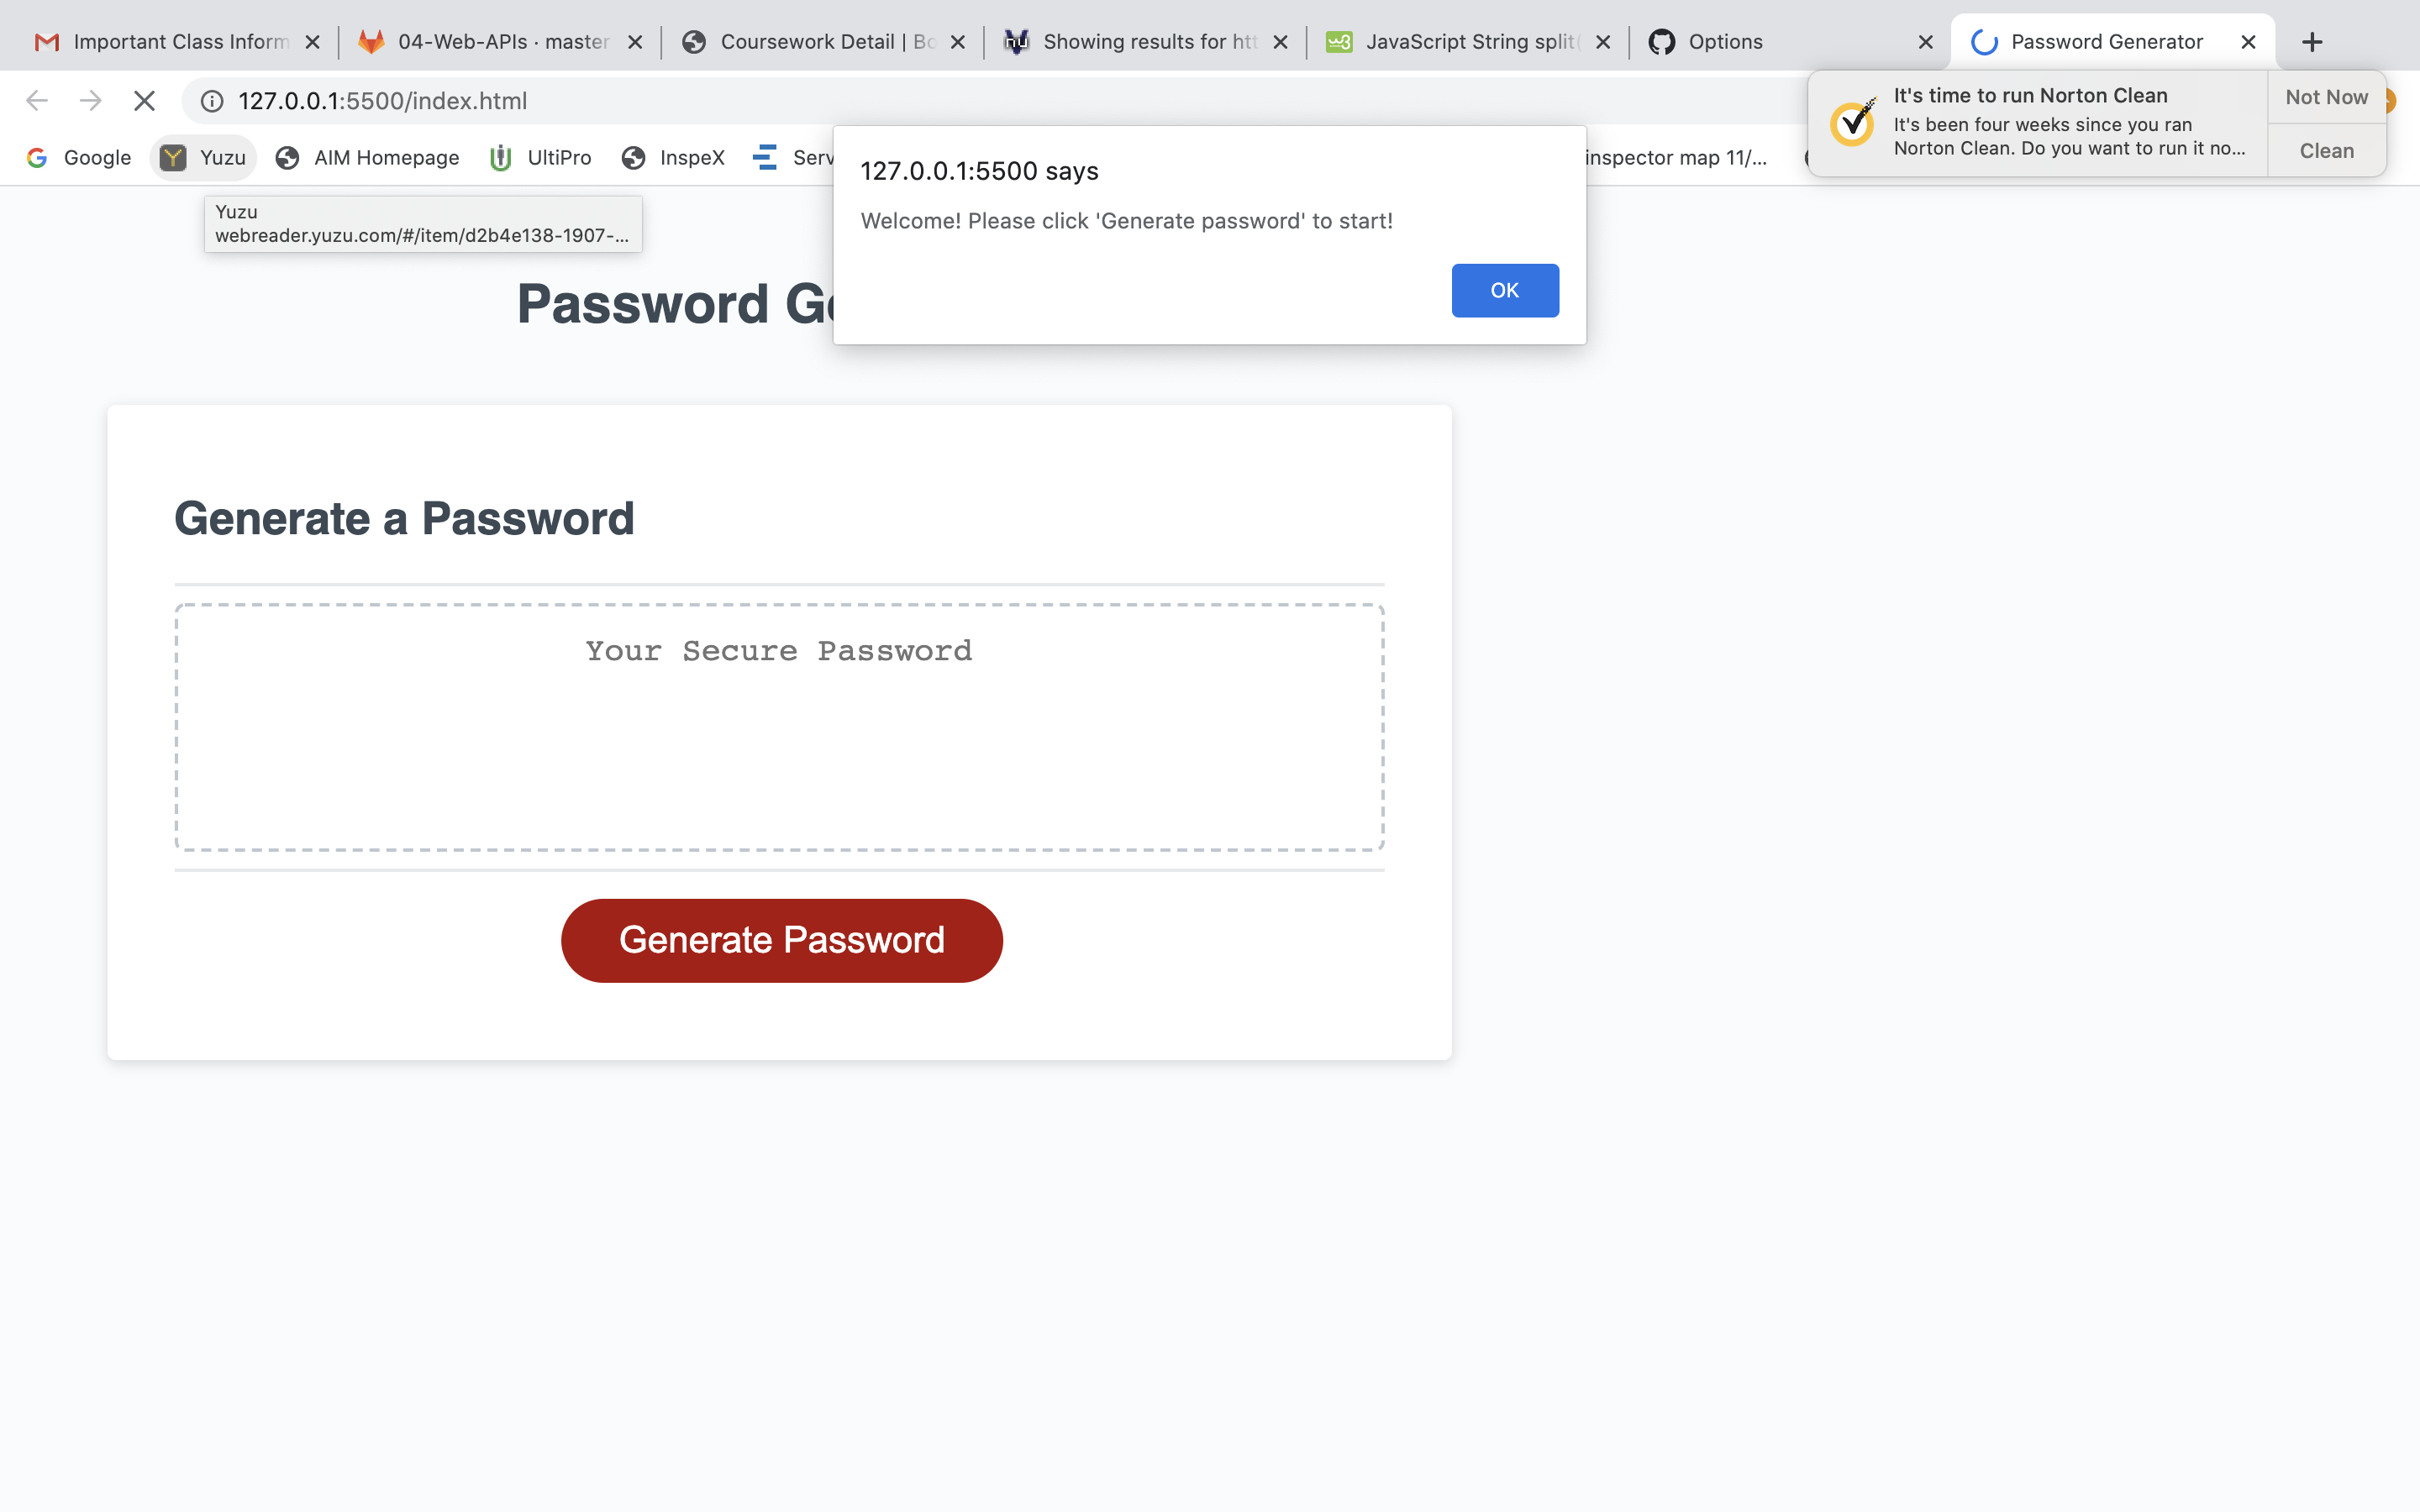 Important Class Inform
04-Web-APIs · master
Coursework Detail | Bo
Showing results for htt
JavaScript String split(
Options
Password Generator
127.0.0.1:5500/index.html
It's time to run Norton Clean
It's been four weeks since you ran
Norton Clean. Do you want to run it no...
Not Now
Clean
Google
Yuzu
AIM Homepage
UltiPro
InspeX
Serv
inspector map 11/...
Yuzu
webreader.yuzu.com/#/item/d2b4e138-1907-...
127.0.0.1:5500 says
Welcome! Please click 'Generate password' to start!
OK
Password Ge
Generate a Password
Your Secure Password
Generate Password